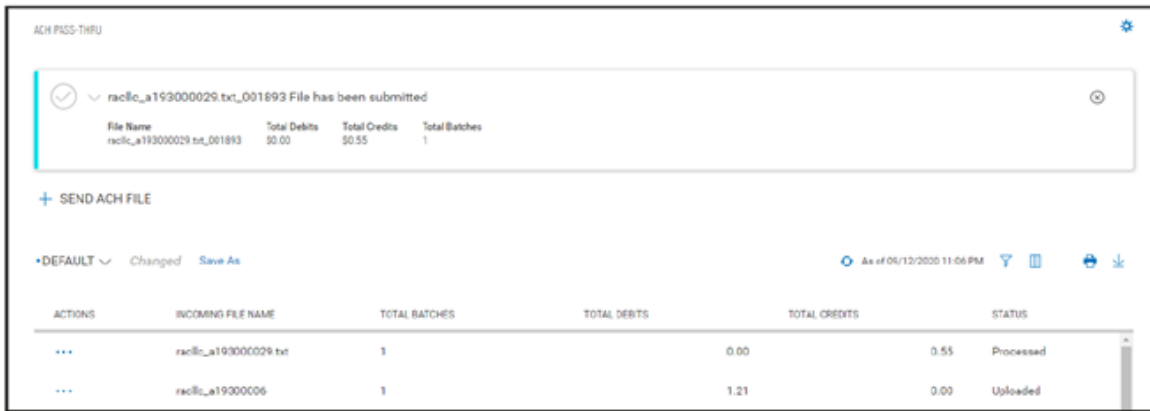 ACH PASS-THRU
racllc_a193000029.txt_001893 File has been submitted
File Name Total Debits Total Credits Total Batches
racllc_a193000029.txt_001893 $0.00 $0.55 1
SEND ACH FILE
DEFAULT Changed Save As As of 09/12/2020 11:06 PM
ACTIONS INCOMING FILE NAME TOTAL BATCHES TOTAL DEBITS TOTAL CREDITS STATUS
racllc_a193000029.txt 1 0.00 0.55 Processed
racllc_a19300006 1 1.21 0.00 Uploaded